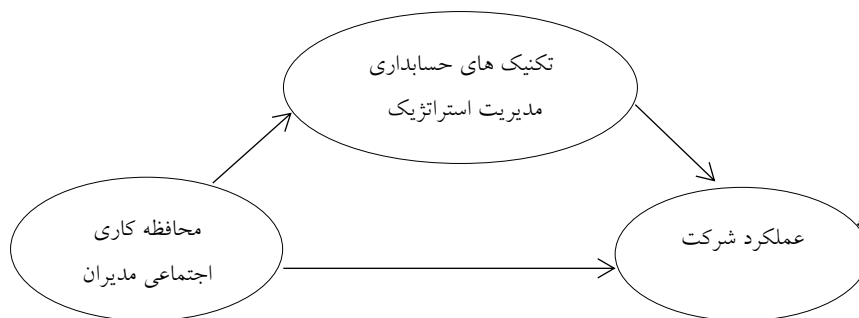 تکنیک های حسابداری
مدیریت استراتژیک
محافظه کاری
اجتماعی مدیران
عملکرد شرکت